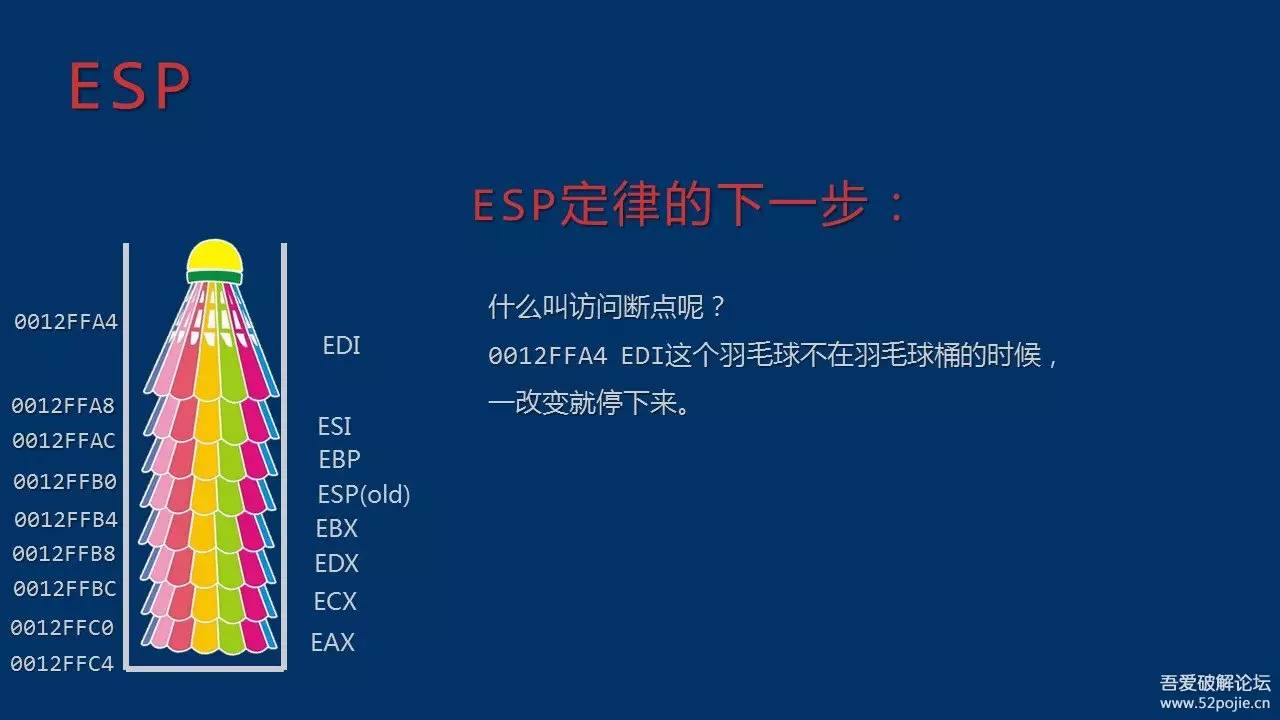 ESP
ESP定律的下一步：
什么叫访问断点呢？
0012FFA4 EDI这个羽毛球不在羽毛球桶的时候，
一改变就停下来。
0012FFA4
EDI
0012FFA8
ESI
0012FFAC
EBP
0012FFB0
ESP(old)
0012FFB4
EBX
0012FFB8
EDX
0012FFBC
ECX
0012FFC0
EAX
0012FFC4
吾爱破解论坛
www.52pojie.cn